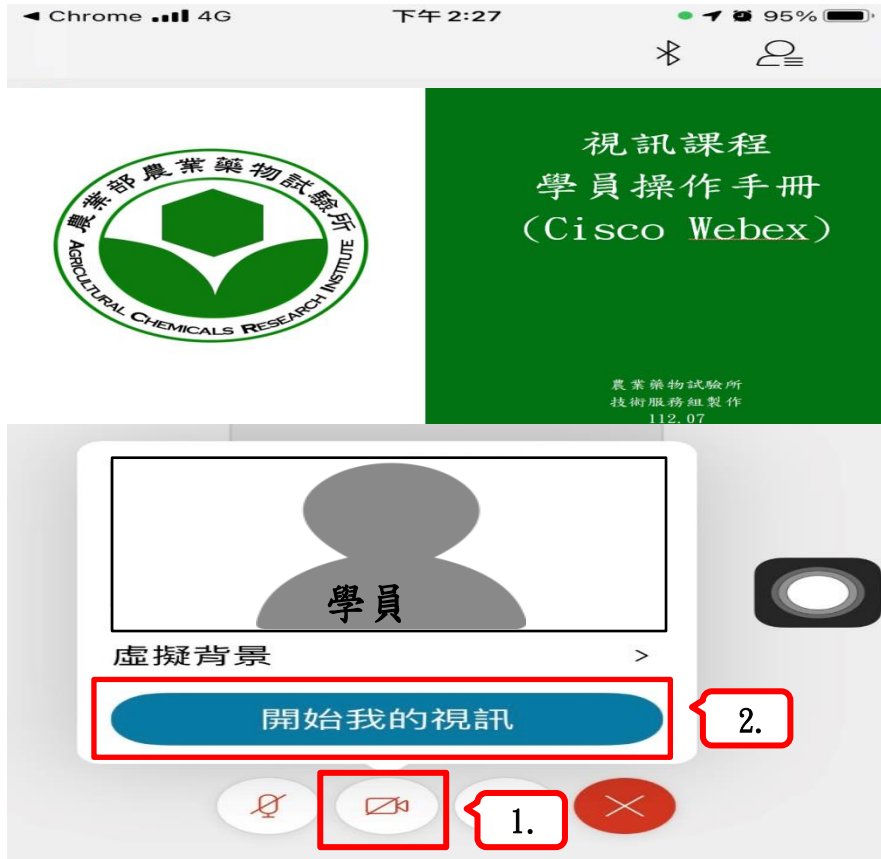 ◄ Chrome 4G 下午 2:27 95%
農業部農業藥物試驗所
AGRICULTURAL CHEMICALS RESEARCH INSTITUTE
視訊課程
學員操作手冊
(Cisco Webex)
農業藥物試驗所
技術服務組製作
112.07
學員
虛擬背景 >
開始我的視訊
2.
1.